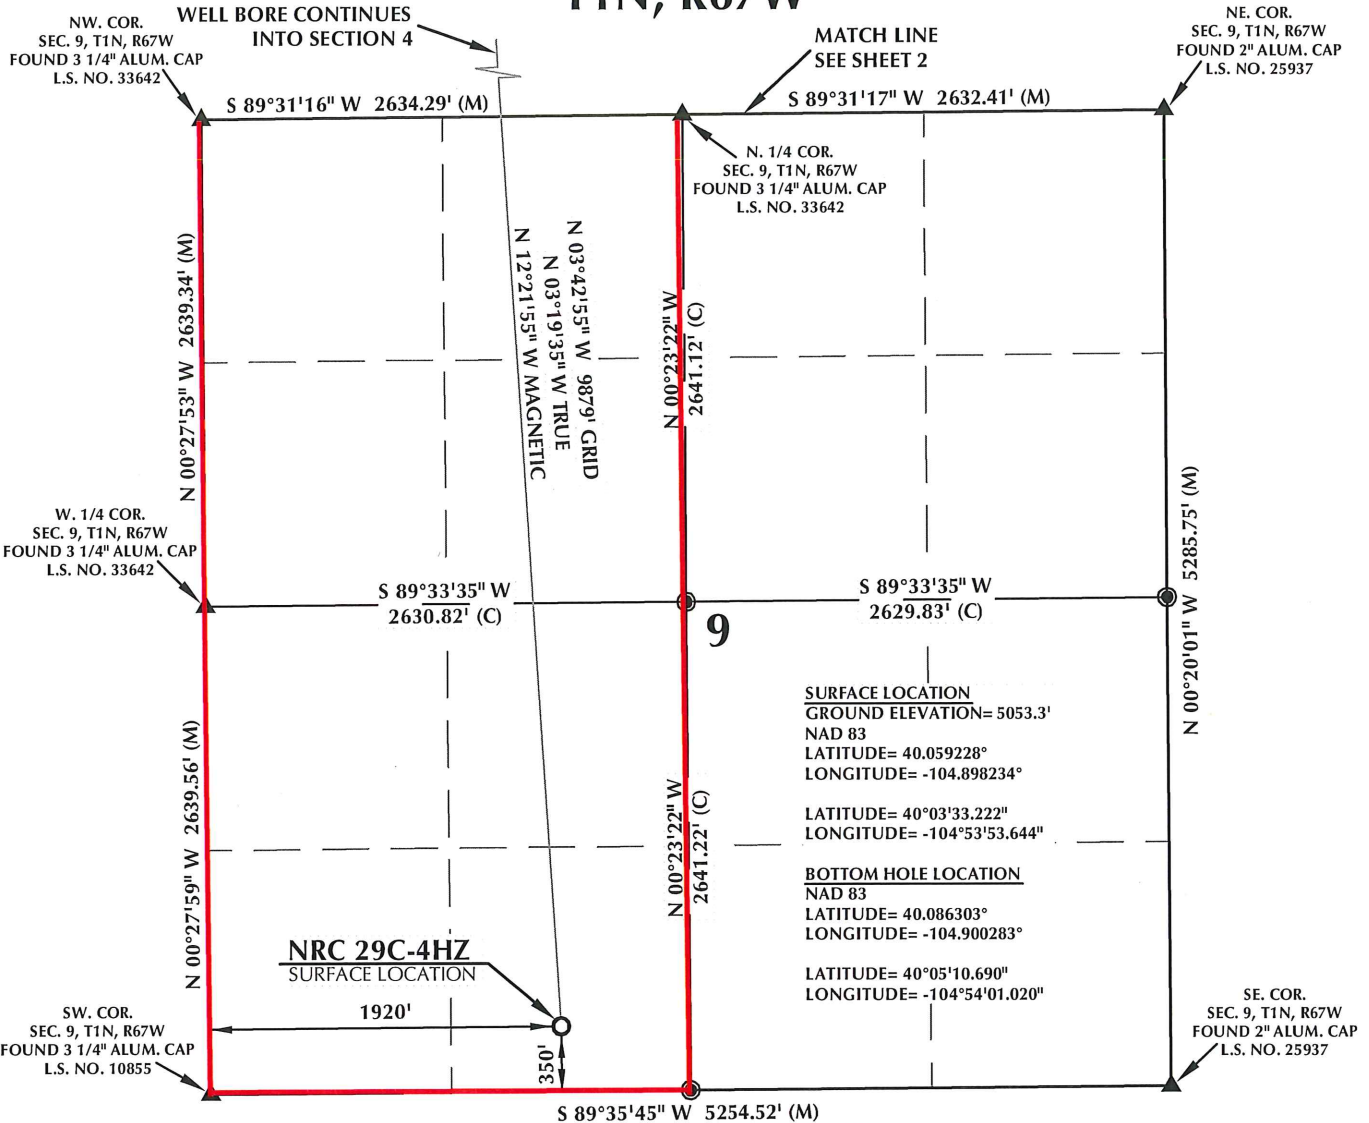 T1N, R67W
WELL BORE CONTINUES
INTO SECTION 4
NW. COR.
SEC. 9, T1N, R67W
FOUND 3 1/4" ALUM. CAP
L.S. NO. 33642
MATCH LINE
SEE SHEET 2
NE. COR.
SEC. 9, T1N, R67W
FOUND 2" ALUM. CAP
L.S. NO. 25937
S 89°31'16" W 2634.29' (M)
S 89°31'17" W 2632.41' (M)
N. 1/4 COR.
SEC. 9, T1N, R67W
FOUND 3 1/4" ALUM. CAP
L.S. NO. 33642
N 00°27'53" W 2639.34' (M)
N 03°42'55" W 9879' GRID
N 03°19'35" W TRUE
N 12°21'55" W MAGNETIC
N 00°23'22" W
2641.12' (C)
W. 1/4 COR.
SEC. 9, T1N, R67W
FOUND 3 1/4" ALUM. CAP
L.S. NO. 33642
S 89°33'35" W
2630.82' (C)
S 89°33'35" W
2629.83' (C)
9
N 00°20'01" W 5285.75' (M)
SURFACE LOCATION
GROUND ELEVATION= 5053.3'
NAD 83
LATITUDE= 40.059228°
LONGITUDE= -104.898234°
LATITUDE= 40°03'33.222"
LONGITUDE= -104°53'53.644"
BOTTOM HOLE LOCATION
NAD 83
LATITUDE= 40.086303°
LONGITUDE= -104.900283°
LATITUDE= 40°05'10.690"
LONGITUDE= -104°54'01.020"
N 00°27'59" W 2639.56' (M)
N 00°23'22" W
2641.22' (C)
NRC 29C-4HZ
SURFACE LOCATION
1920'
350'
SW. COR.
SEC. 9, T1N, R67W
FOUND 3 1/4" ALUM. CAP
L.S. NO. 10855
SE. COR.
SEC. 9, T1N, R67W
FOUND 2" ALUM. CAP
L.S. NO. 25937
S 89°35'45" W 5254.52' (M)